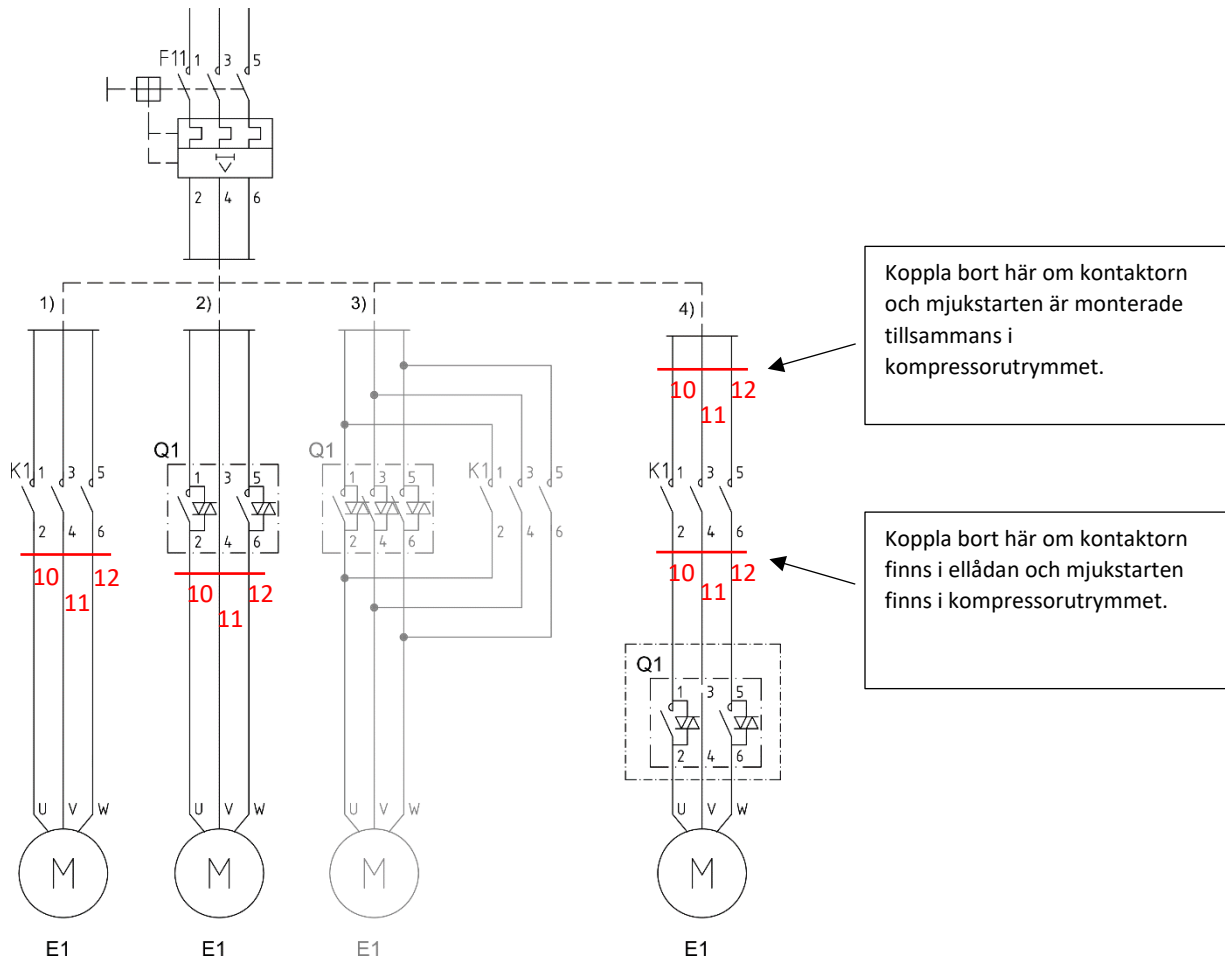 F11 1 3 5
2 4 6
1) 2) 3) 4)
Koppla bort här om kontaktorn
och mjukstarten är monterade
tillsammans i
kompressorutrymmet.
10 11 12
Q1 Q1
K1 1 3 5
1 3 5
1 3 5
K1 1 3 5
K1 1 3 5
2 4 6
2 4 6
2 4 6
2 4 6
2 4 6
10 11 12
10 11 12
10 11 12
Koppla bort här om kontaktorn
finns i ellådan och mjukstarten
finns i kompressorutrymmet.
Q1
1 3 5
2 4 6
U V W
U V W
U V W
U V W
M M M M
E1 E1 E1 E1